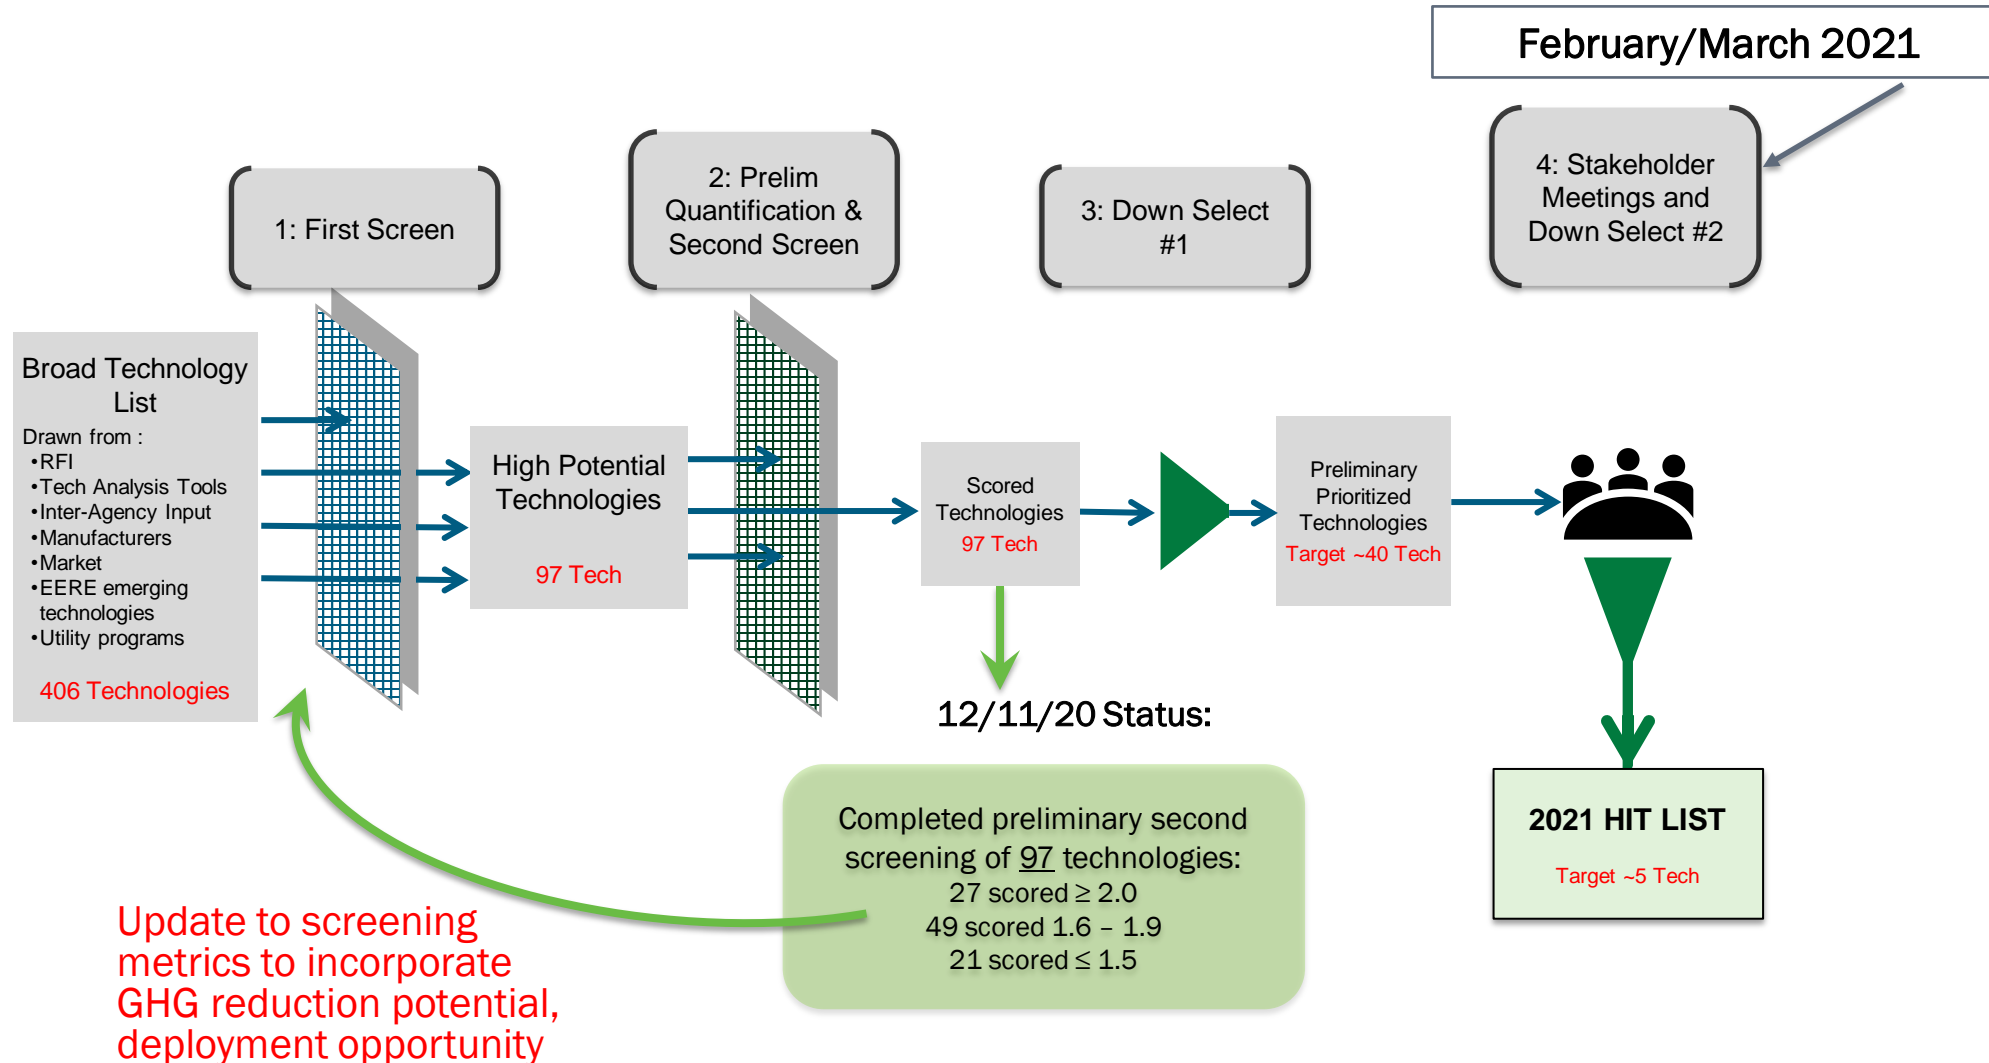 February/March 2021
1: First Screen
2: Prelim
Quantification &
Second Screen
3: Down Select
#1
4: Stakeholder
Meetings and
Down Select #2
Broad Technology
List
Drawn from :
•RFI
•Tech Analysis Tools
•Inter-Agency Input
•Manufacturers
•Market
•EERE emerging
technologies
•Utility programs
406 Technologies
High Potential
Technologies
97 Tech
Scored
Technologies
97 Tech
Preliminary
Prioritized
Technologies
Target ~40 Tech
12/11/20 Status:
Completed preliminary second
screening of 97 technologies:
27 scored ≥ 2.0
49 scored 1.6 – 1.9
21 scored ≤ 1.5
2021 HIT LIST
Target ~5 Tech
Update to screening
metrics to incorporate
GHG reduction potential,
deployment opportunity